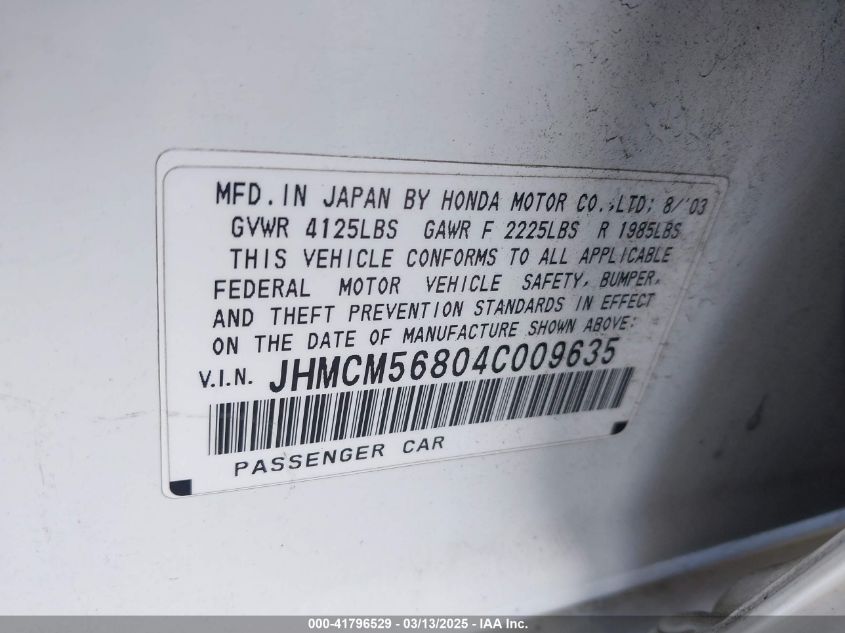 MFD. IN JAPAN BY HONDA MOTOR CO., LTD; 8/'03
GVWR 4125LBS GAWR F 2225LBS R 1985LBS
THIS VEHICLE CONFORMS TO ALL APPLICABLE
FEDERAL MOTOR VEHICLE SAFETY, BUMPER,
AND THEFT PREVENTION STANDARDS IN EFFECT
ON THE DATE OF MANUFACTURE SHOWN ABOVE:
V.I.N. JHMCM56804C009635
PASSENGER CAR
000-41796529 - 03/13/2025 - IAA Inc.